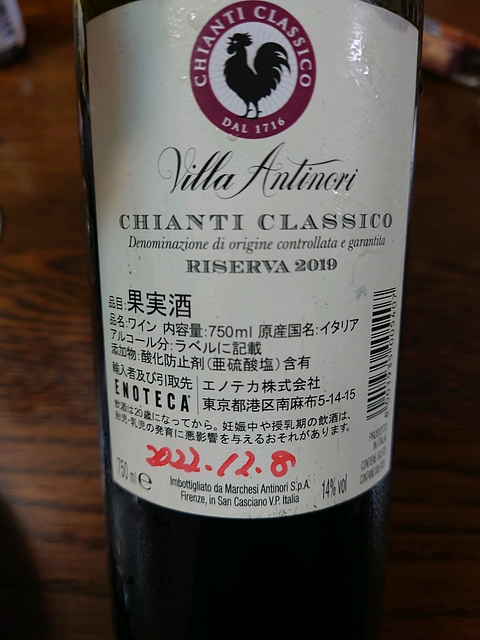 CHIANTI CLASSICO
DAL 1716
Villa Antinori
CHIANTI CLASSICO
Denominazione di origine controllata e garantita
RISERVA 2019
品目:果実酒
品名:ワイン 内容量:750ml 原産国名:イタリア
アルコール分:ラベルに記載
添加物:酸化防止剤(亜硫酸塩)含有
輸入者及び引取先
ENOTECA
エノテカ株式会社
東京都港区南麻布5-14-15
飲酒は20歳になってから。妊娠中や授乳期の飲酒は、
胎児・乳児の発育に悪影響を与えるおそれがあります。
2022.12.8
750 ml e
Imbottigliato da Marchesi Antinori S.p.A.
Firenze, in San Casciano V.P. Italia
14% vol